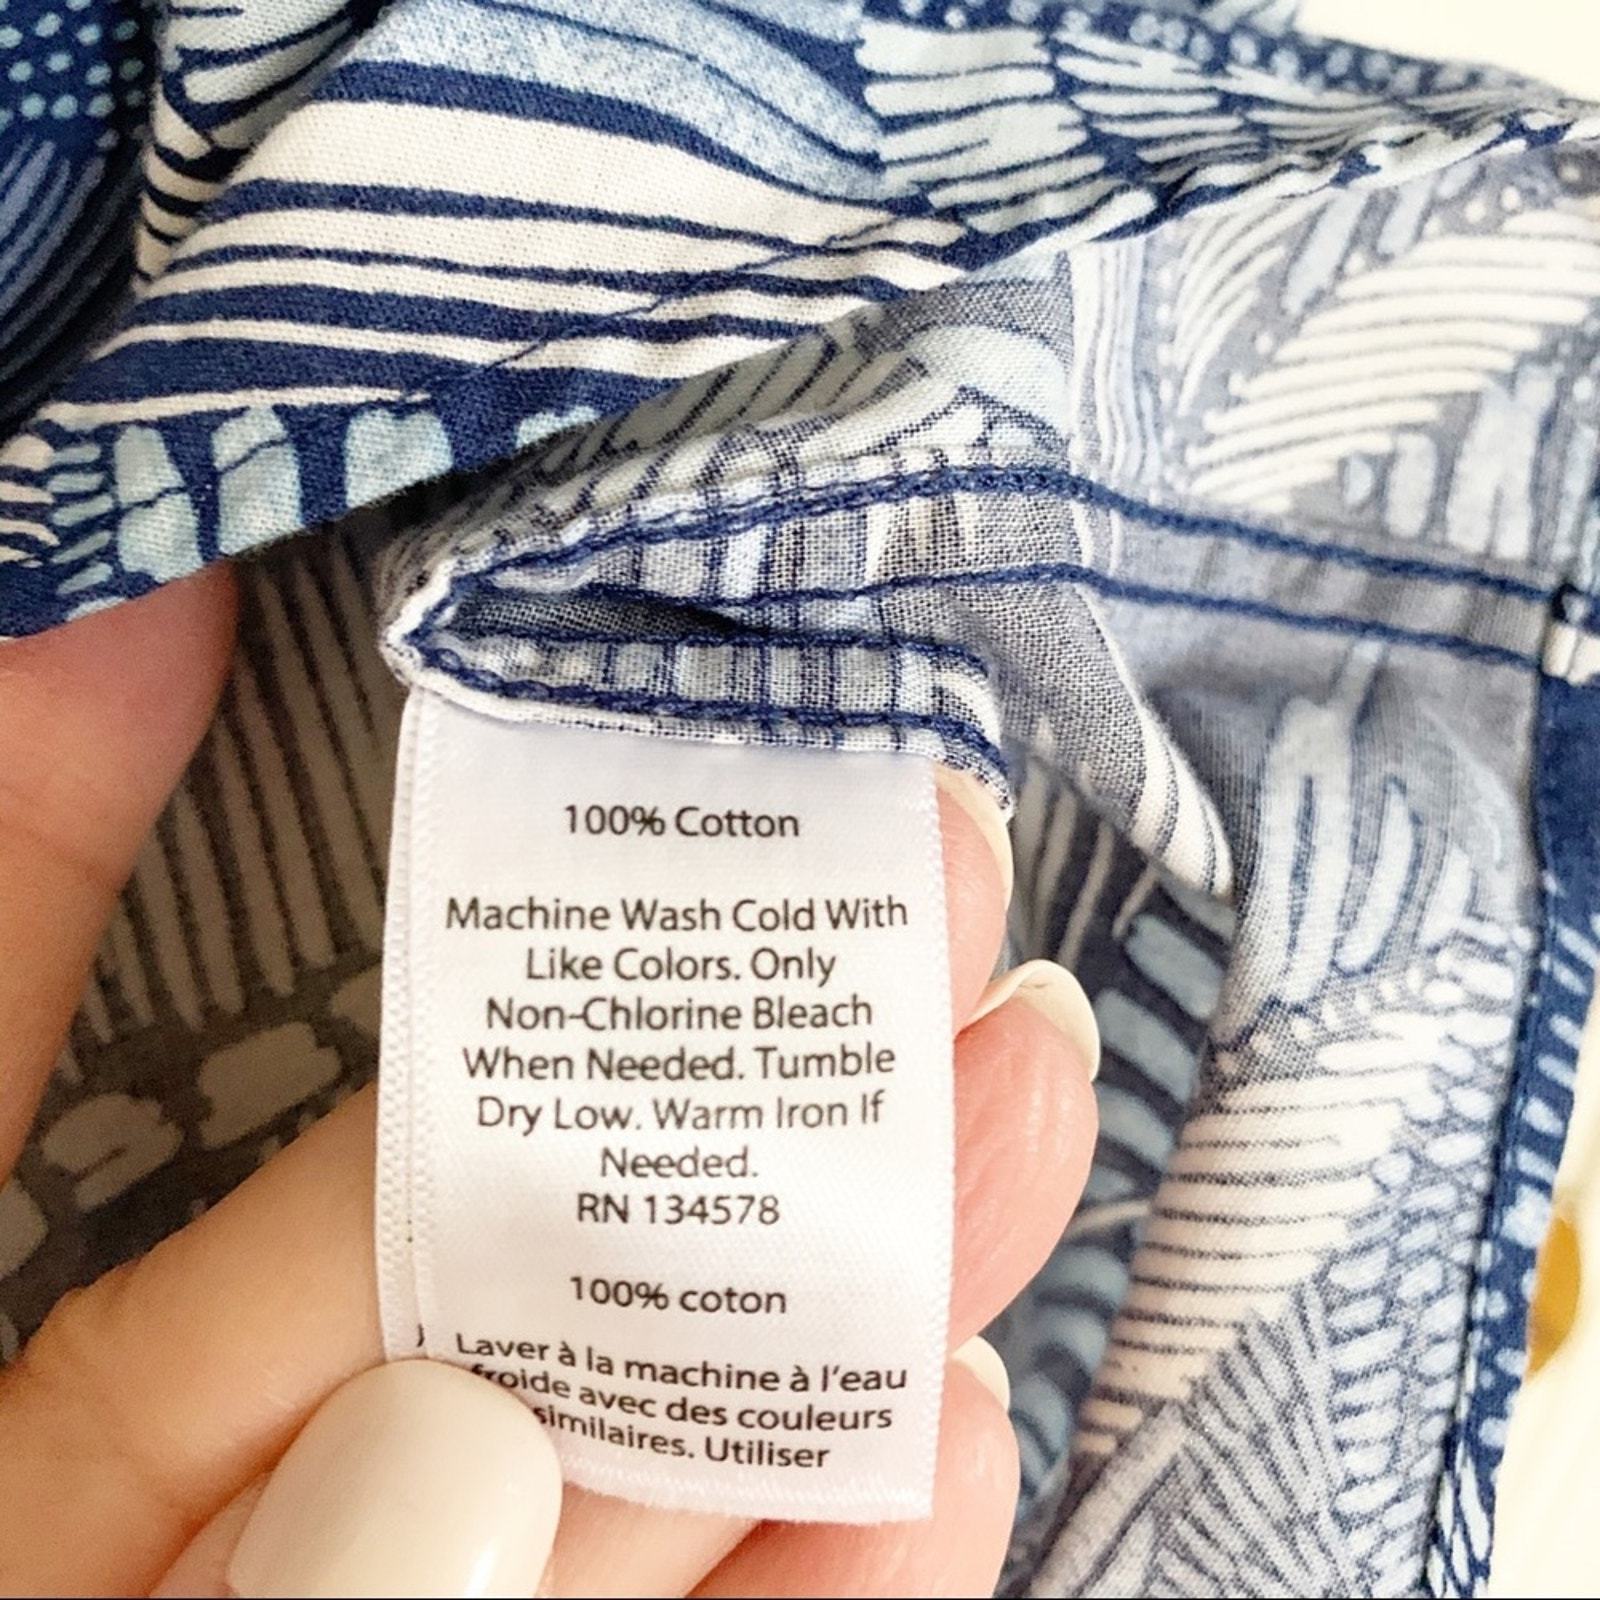 100% Cotton
Machine Wash Cold With
Like Colors. Only
Non-Chlorine Bleach
When Needed. Tumble
Dry Low. Warm Iron If
Needed.
RN 134578
100% coton
Laver à la machine à l'eau
froide avec des couleurs
similaires. Utiliser